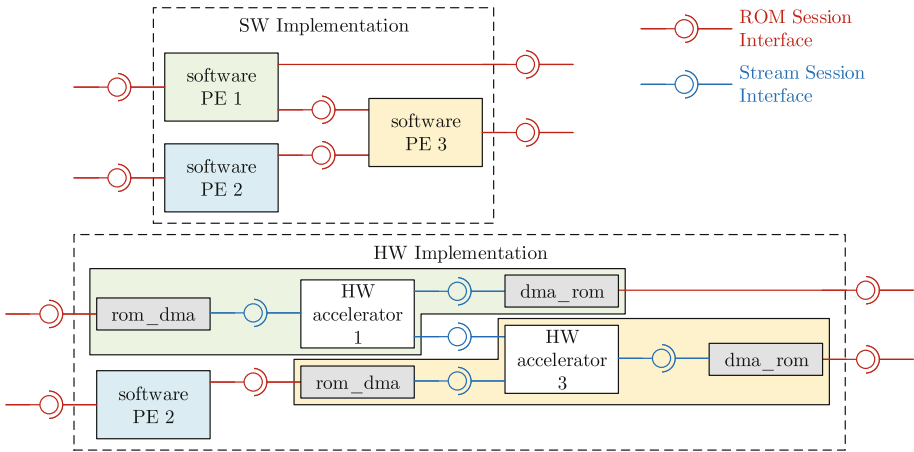 SW Implementation
ROM Session
Interface
Stream Session
Interface
software
PE 1
software
PE 3
software
PE 2
HW Implementation
rom_dma
HW
accelerator
1
dma_rom
HW
accelerator
3
dma_rom
rom_dma
software
PE 2